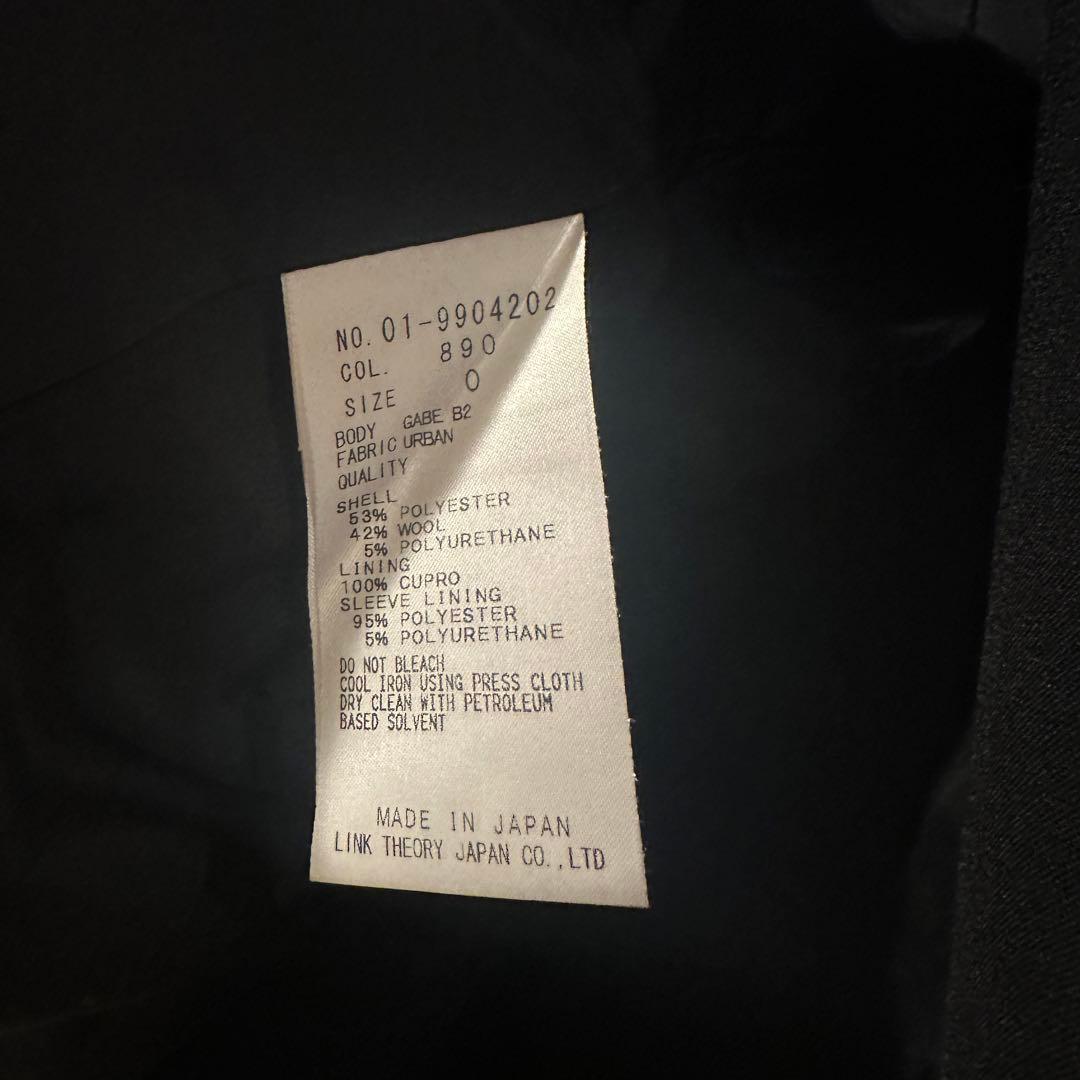 NO. 01-9904202
COL. 890
SIZE 0
BODY GABE B2
FABRIC URBAN
QUALITY
SHELL
53% POLYESTER
42% WOOL
5% POLYURETHANE
LINING
100% CUPRO
SLEEVE LINING
95% POLYESTER
5% POLYURETHANE
DO NOT BLEACH
COOL IRON USING PRESS CLOTH
DRY CLEAN WITH PETROLEUM
BASED SOLVENT
MADE IN JAPAN
LINK THEORY JAPAN CO.,LTD